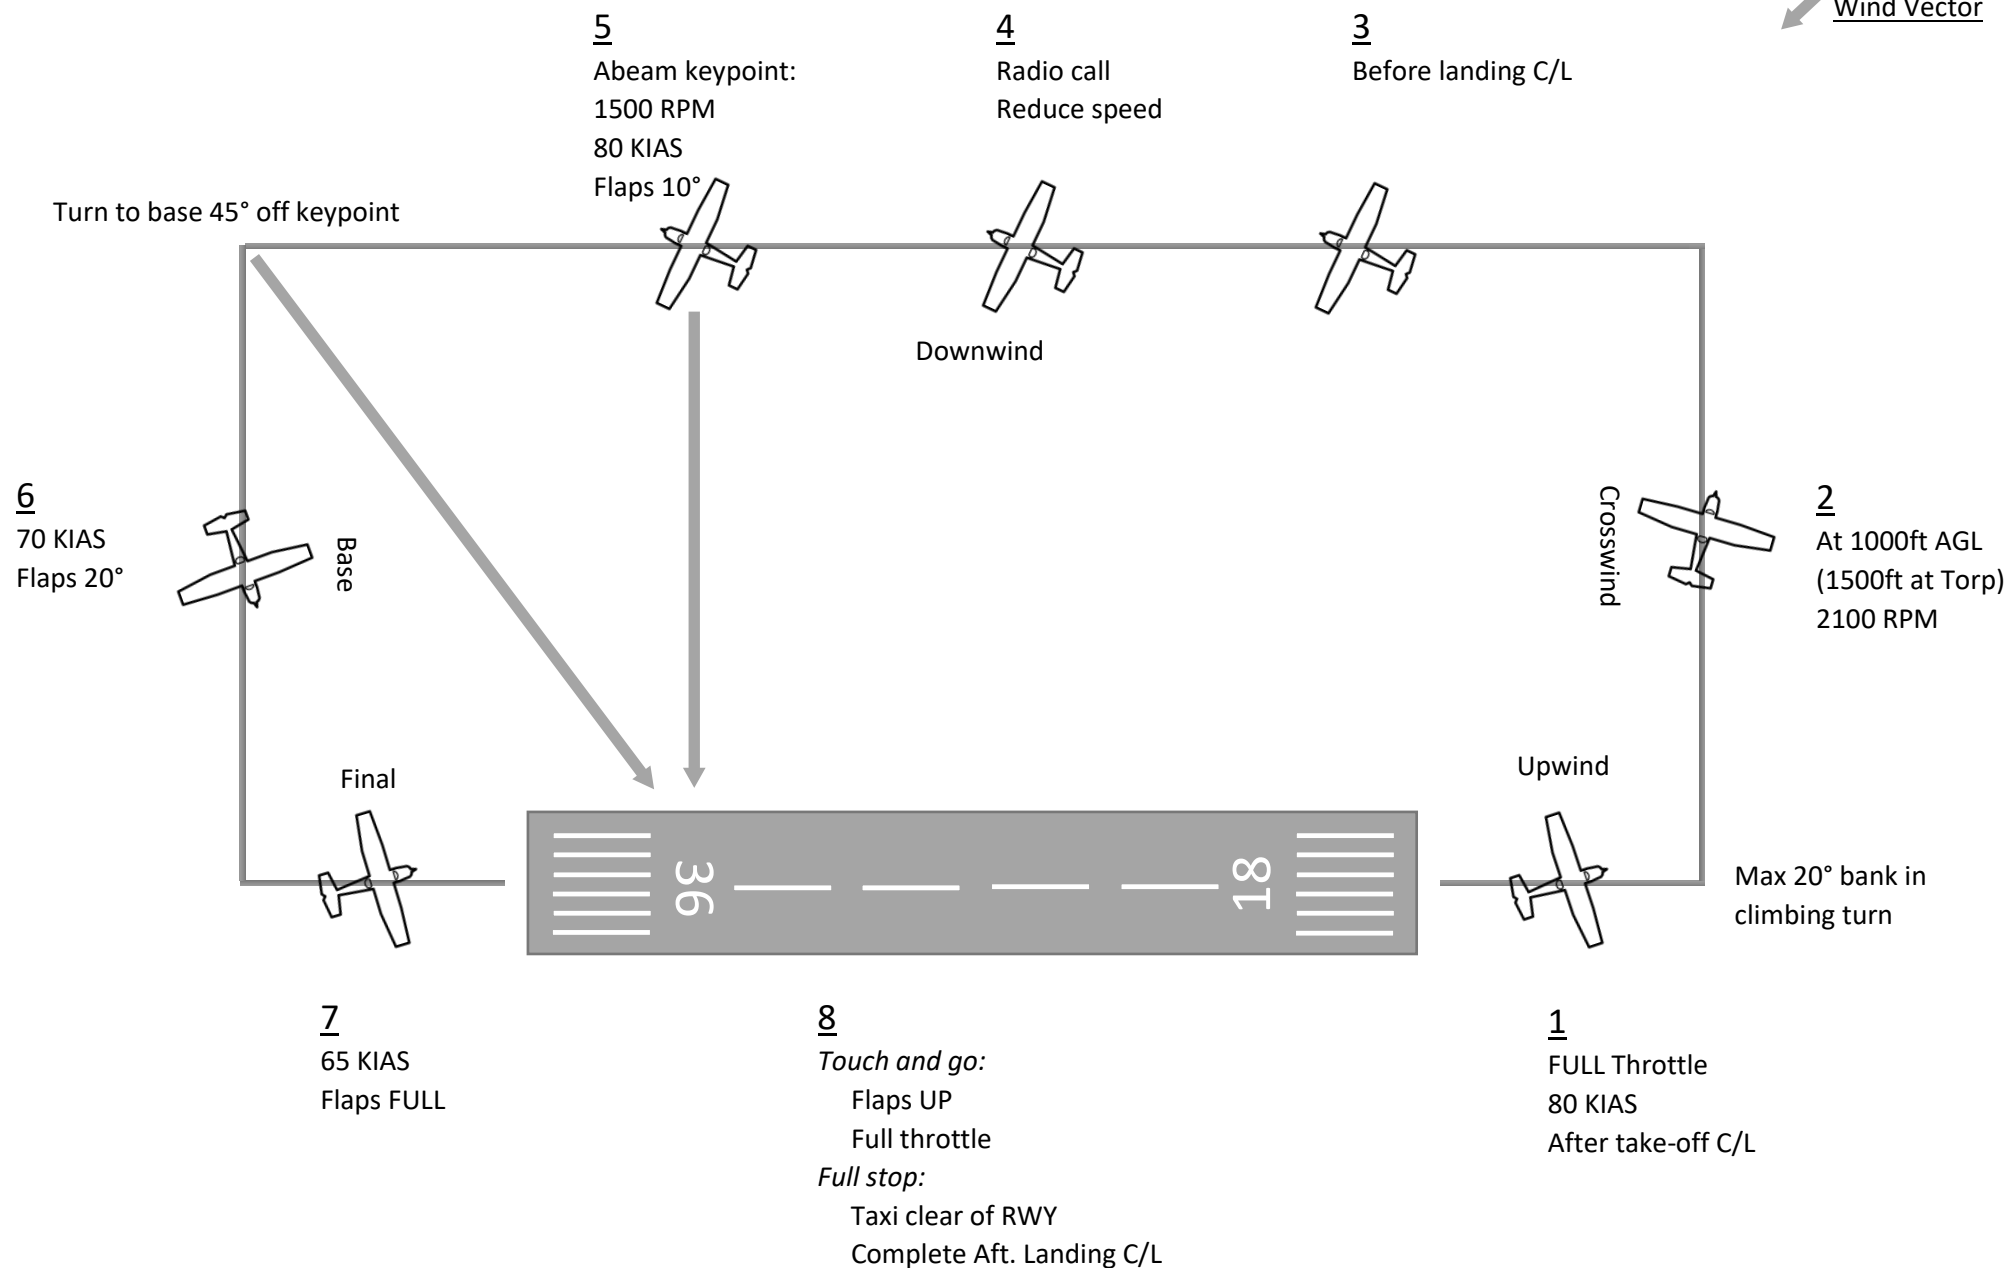 Wind Vector
5
Abeam keypoint:
1500 RPM
80 KIAS
Flaps 10°
4
Radio call
Reduce speed
3
Before landing C/L
Turn to base 45° off keypoint
Downwind
6
70 KIAS
Flaps 20°
Base
Crosswind
2
At 1000ft AGL
(1500ft at Torp)
2100 RPM
Final
Upwind
36
18
Max 20° bank in
climbing turn
7
65 KIAS
Flaps FULL
8
Touch and go:
Flaps UP
Full throttle
Full stop:
Taxi clear of RWY
Complete Aft. Landing C/L
1
FULL Throttle
80 KIAS
After take-off C/L